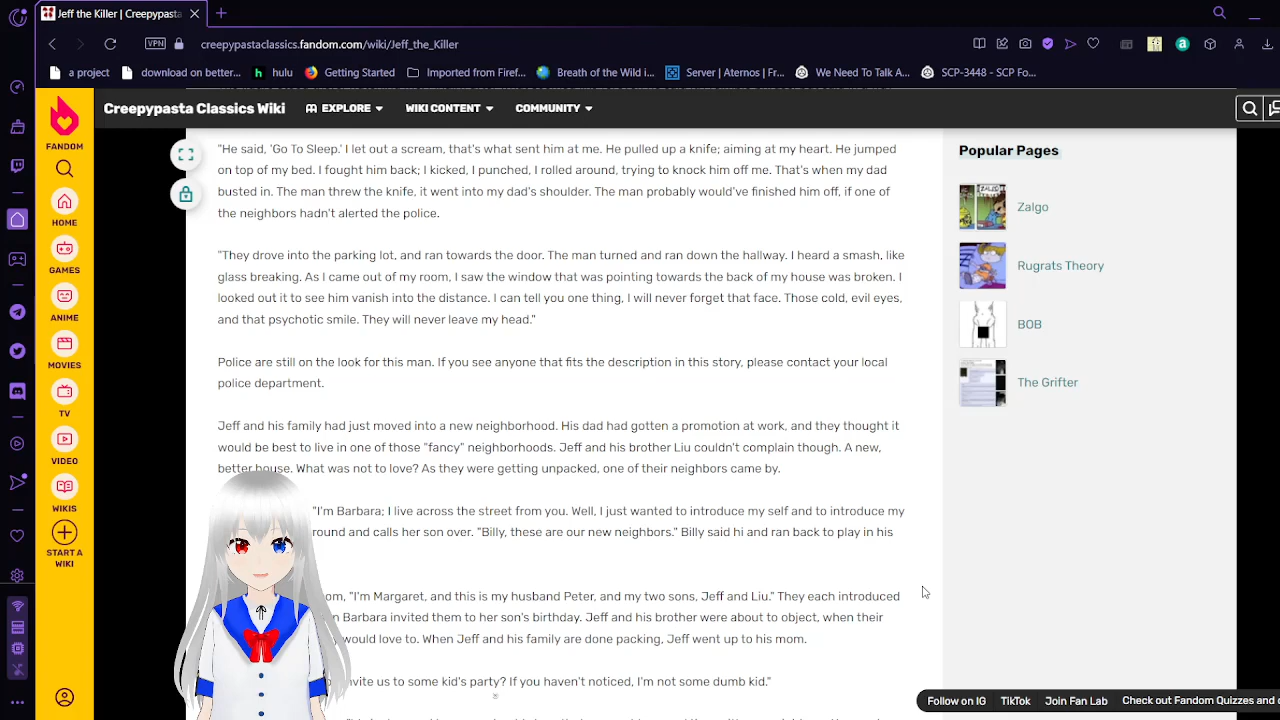 Jeff the Killer | Creepypasta
VPN
creepypastaclassics.fandom.com/wiki/Jeff_the_Killer
a project
download on better...
hulu
Getting Started
Imported from Firef...
Breath of the Wild i...
Server | Aternos | Fr...
We Need To Talk A...
SCP-3448 - SCP Fo...
Creepypasta Classics Wiki
EXPLORE
WIKI CONTENT
COMMUNITY
FANDOM
HOME
GAMES
ANIME
MOVIES
TV
VIDEO
WIKIS
START A
WIKI
"He said, 'Go To Sleep.' I let out a scream, that's what sent him at me. He pulled up a knife; aiming at my heart. He jumped
on top of my bed. I fought him back; I kicked, I punched, I rolled around, trying to knock him off me. That's when my dad
busted in. The man threw the knife, it went into my dad's shoulder. The man probably would've finished him off, if one of
the neighbors hadn't alerted the police.
"They drove into the parking lot, and ran towards the door. The man turned and ran down the hallway. I heard a smash, like
glass breaking. As I came out of my room, I saw the window that was pointing towards the back of my house was broken. I
looked out it to see him vanish into the distance. I can tell you one thing, I will never forget that face. Those cold, evil eyes,
and that psychotic smile. They will never leave my head."
Police are still on the look for this man. If you see anyone that fits the description in this story, please contact your local
police department.
Jeff and his family had just moved into a new neighborhood. His dad had gotten a promotion at work, and they thought it
would be best to live in one of those "fancy" neighborhoods. Jeff and his brother Liu couldn't complain though. A new,
better house. What was not to love? As they were getting unpacked, one of their neighbors came by.
"I'm Barbara; I live across the street from you. Well, I just wanted to introduce my self and to introduce my
round and calls her son over. "Billy, these are our new neighbors." Billy said hi and ran back to play in his
om, "I'm Margaret, and this is my husband Peter, and my two sons, Jeff and Liu." They each introduced
n Barbara invited them to her son's birthday. Jeff and his brother were about to object, when their
would love to. When Jeff and his family are done packing, Jeff went up to his mom.
invite us to some kid's party? If you haven't noticed, I'm not some dumb kid."
Popular Pages
Zalgo
Rugrats Theory
BOB
The Grifter
Follow on IG
TikTok
Join Fan Lab
Check out Fandom Quizzes and